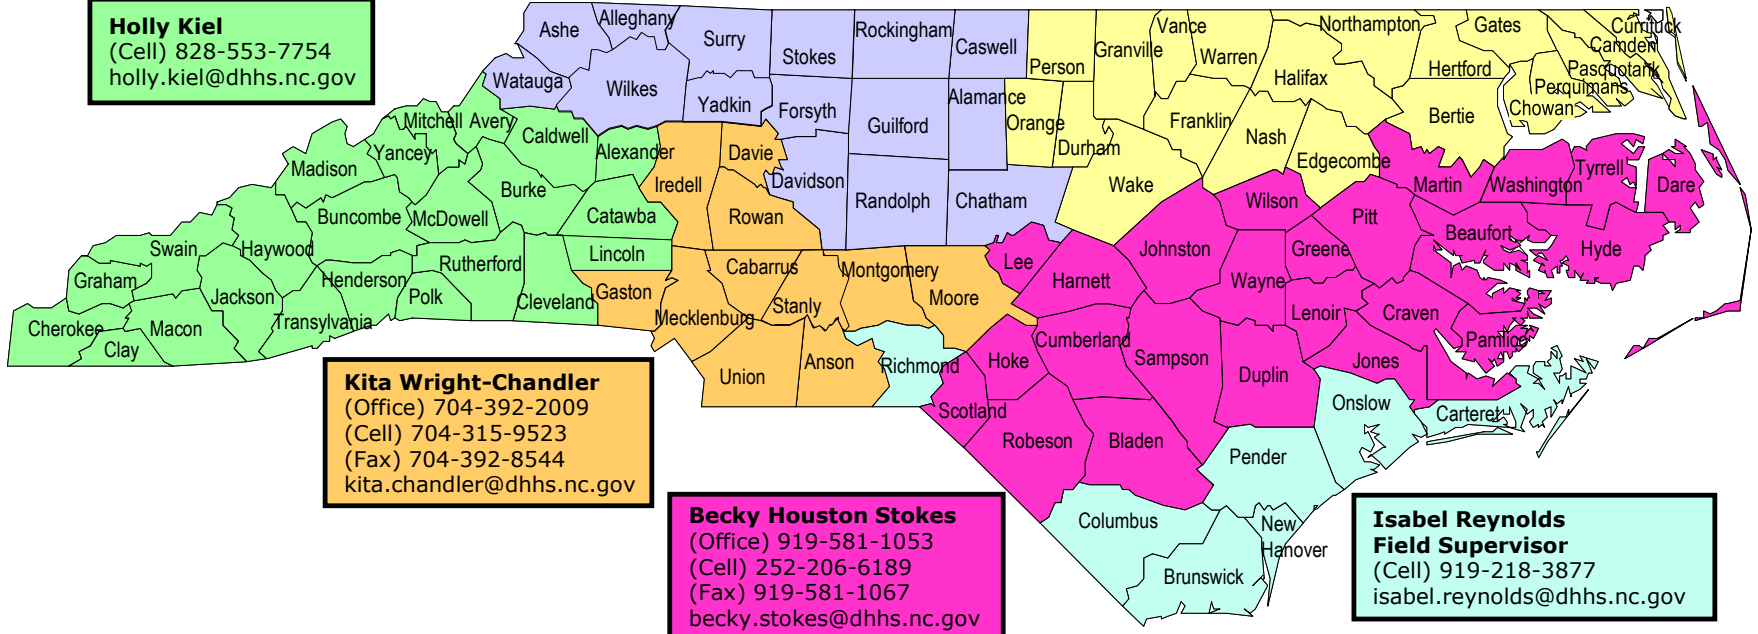 Holly Kiel
(Cell) 828-553-7754
holly.kiel@dhhs.nc.gov
Ashe
Alleghany
Surry
Stokes
Rockingham
Caswell
Person
Granville
Vance
Warren
Northampton
Gates
Currituck
Camden
Pasquotank
Perquimans
Chowan
Hertford
Halifax
Bertie
Watauga
Wilkes
Yadkin
Forsyth
Guilford
Alamance
Orange
Durham
Franklin
Nash
Edgecombe
Wake
Mitchell
Avery
Caldwell
Alexander
Yancey
Madison
Burke
Iredell
Davie
Davidson
Randolph
Chatham
Rowan
Catawba
Lincoln
Buncombe
McDowell
Swain
Haywood
Rutherford
Henderson
Polk
Cleveland
Gaston
Graham
Jackson
Transylvania
Cherokee
Macon
Clay
Mecklenburg
Cabarrus
Stanly
Montgomery
Moore
Union
Anson
Richmond
Lee
Harnett
Johnston
Wilson
Wayne
Greene
Pitt
Martin
Washington
Tyrrell
Dare
Beaufort
Hyde
Lenoir
Craven
Pamlico
Jones
Hoke
Cumberland
Sampson
Duplin
Scotland
Robeson
Bladen
Onslow
Carteret
Pender
Columbus
New
Hanover
Brunswick
Kita Wright-Chandler
(Office) 704-392-2009
(Cell) 704-315-9523
(Fax) 704-392-8544
kita.chandler@dhhs.nc.gov
Becky Houston Stokes
(Office) 919-581-1053
(Cell) 252-206-6189
(Fax) 919-581-1067
becky.stokes@dhhs.nc.gov
Isabel Reynolds
Field Supervisor
(Cell) 919-218-3877
isabel.reynolds@dhhs.nc.gov